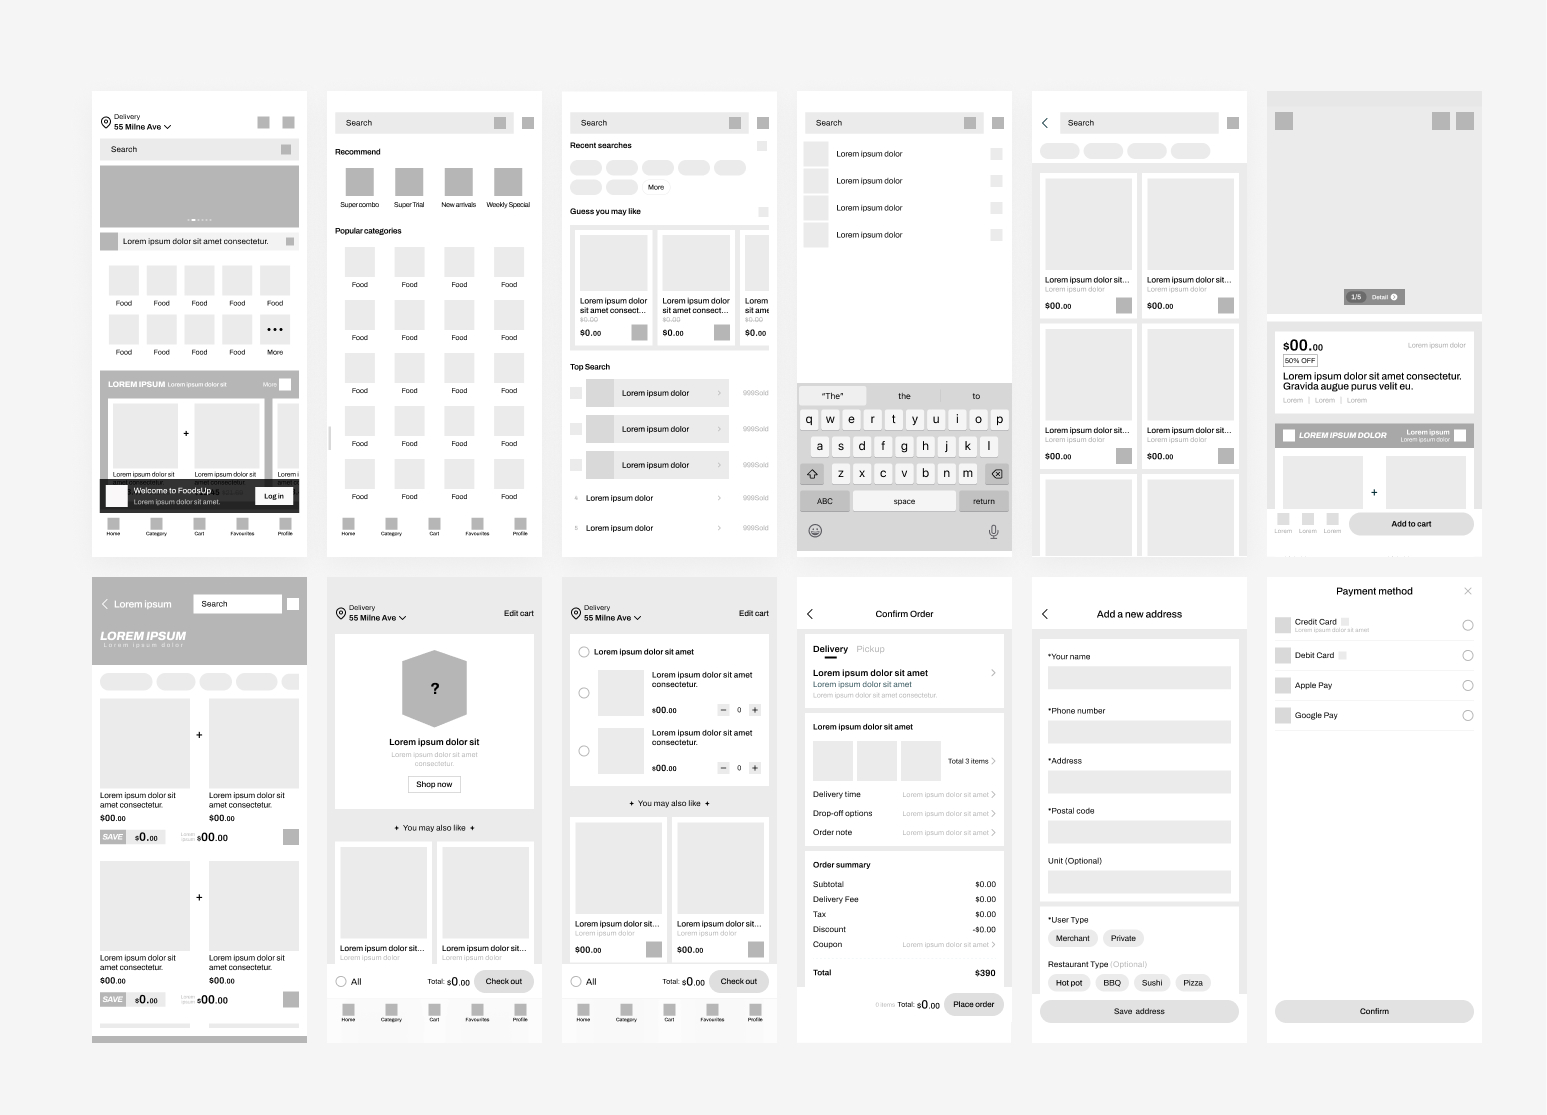 Delivery
55 Milne Ave
Search
Lorem ipsum dolor sit amet consectetur.
Food Food Food Food Food
Food Food Food Food More
LOREM IPSUM Lorem ipsum dolor sit More
+
Lorem ipsum dolor sit Lorem ipsum dolor sit Lorem i
Welcome to FoodsUp
Lorem ipsum dolor sit amet.
Log in
Home Category Cart Favourites Profile
Search
Recommend
Super combo Super Trial New arrivals Weekly Special
Popular categories
Food Food Food Food
Food Food Food Food
Food Food Food Food
Food Food Food Food
Food Food Food Food
Home Category Cart Favourites Profile
Search
Recent searches
More
Guess you may like
Lorem ipsum dolor Lorem ipsum dolor Lorem ip
sit amet consect... sit amet consect... sit ame
$0.00 $0.00 $0.00
$0.00 $0.00 $0.0
Top Search
Lorem ipsum dolor 999Sold
Lorem ipsum dolor 999Sold
Lorem ipsum dolor 999Sold
4 Lorem ipsum dolor 999Sold
5 Lorem ipsum dolor 999Sold
Search
Lorem ipsum dolor
Lorem ipsum dolor
Lorem ipsum dolor
Lorem ipsum dolor
“The” the to
q w e r t y u i o p
a s d f g h j k l
z x c v b n m
ABC space return
Search
Lorem ipsum dolor sit... Lorem ipsum dolor sit...
Lorem ipsum dolor Lorem ipsum dolor
$00.00 $00.00
Lorem ipsum dolor sit... Lorem ipsum dolor sit...
Lorem ipsum dolor Lorem ipsum dolor
$00.00 $00.00
1/5 Detail
$00.00 Lorem ipsum dolor
50% OFF
Lorem ipsum dolor sit amet consectetur.
Gravida augue purus velit eu.
Lorem | Lorem | Lorem
LOREM IPSUM DOLOR Lorem ipsum
Lorem ipsum dolor
+
Lorem Lorem Lorem Add to cart
Lorem ipsum Search
LOREM IPSUM
Lorem ipsum dolor
+
Lorem ipsum dolor sit Lorem ipsum dolor sit
amet consectetur. amet consectetur.
$00.00 $00.00
SAVE $0.00 Lorem ipsum $00.00
+
Lorem ipsum dolor sit Lorem ipsum dolor sit
amet consectetur. amet consectetur.
$00.00 $00.00
SAVE $0.00 Lorem ipsum $00.00
Delivery
55 Milne Ave Edit cart
?
Lorem ipsum dolor sit
Lorem ipsum dolor sit amet
consectetur.
Shop now
You may also like
Lorem ipsum dolor sit... Lorem ipsum dolor sit...
Lorem ipsum dolor Lorem ipsum dolor
All Total: $0.00 Check out
Home Category Cart Favourites Profile
Delivery
55 Milne Ave Edit cart
Lorem ipsum dolor sit amet
Lorem ipsum dolor sit amet
consectetur.
$00.00 − 0 +
Lorem ipsum dolor sit amet
consectetur.
$00.00 − 0 +
You may also like
Lorem ipsum dolor sit... Lorem ipsum dolor sit...
Lorem ipsum dolor Lorem ipsum dolor
$00.00 $00.00
All Total: $0.00 Check out
Home Category Cart Favourites Profile
Confirm Order
Delivery Pickup
Lorem ipsum dolor sit amet
Lorem ipsum dolor sit amet
Lorem ipsum dolor sit amet consectetur.
Lorem ipsum dolor sit amet
Total 3 items
Delivery time Lorem ipsum dolor sit amet
Drop-off options Lorem ipsum dolor sit amet
Order note Lorem ipsum dolor sit amet
Order summary
Subtotal $0.00
Delivery Fee $0.00
Tax $0.00
Discount -$0.00
Coupon Lorem ipsum dolor sit amet
Total $390
0 items Total: $0.00 Place order
Add a new address
*Your name
*Phone number
*Address
*Postal code
Unit (Optional)
*User Type
Merchant Private
Restaurant Type (Optional)
Hot pot BBQ Sushi Pizza
Save address
Payment method
Credit Card
Lorem ipsum dolor sit amet
Debit Card
Apple Pay
Google Pay
Confirm